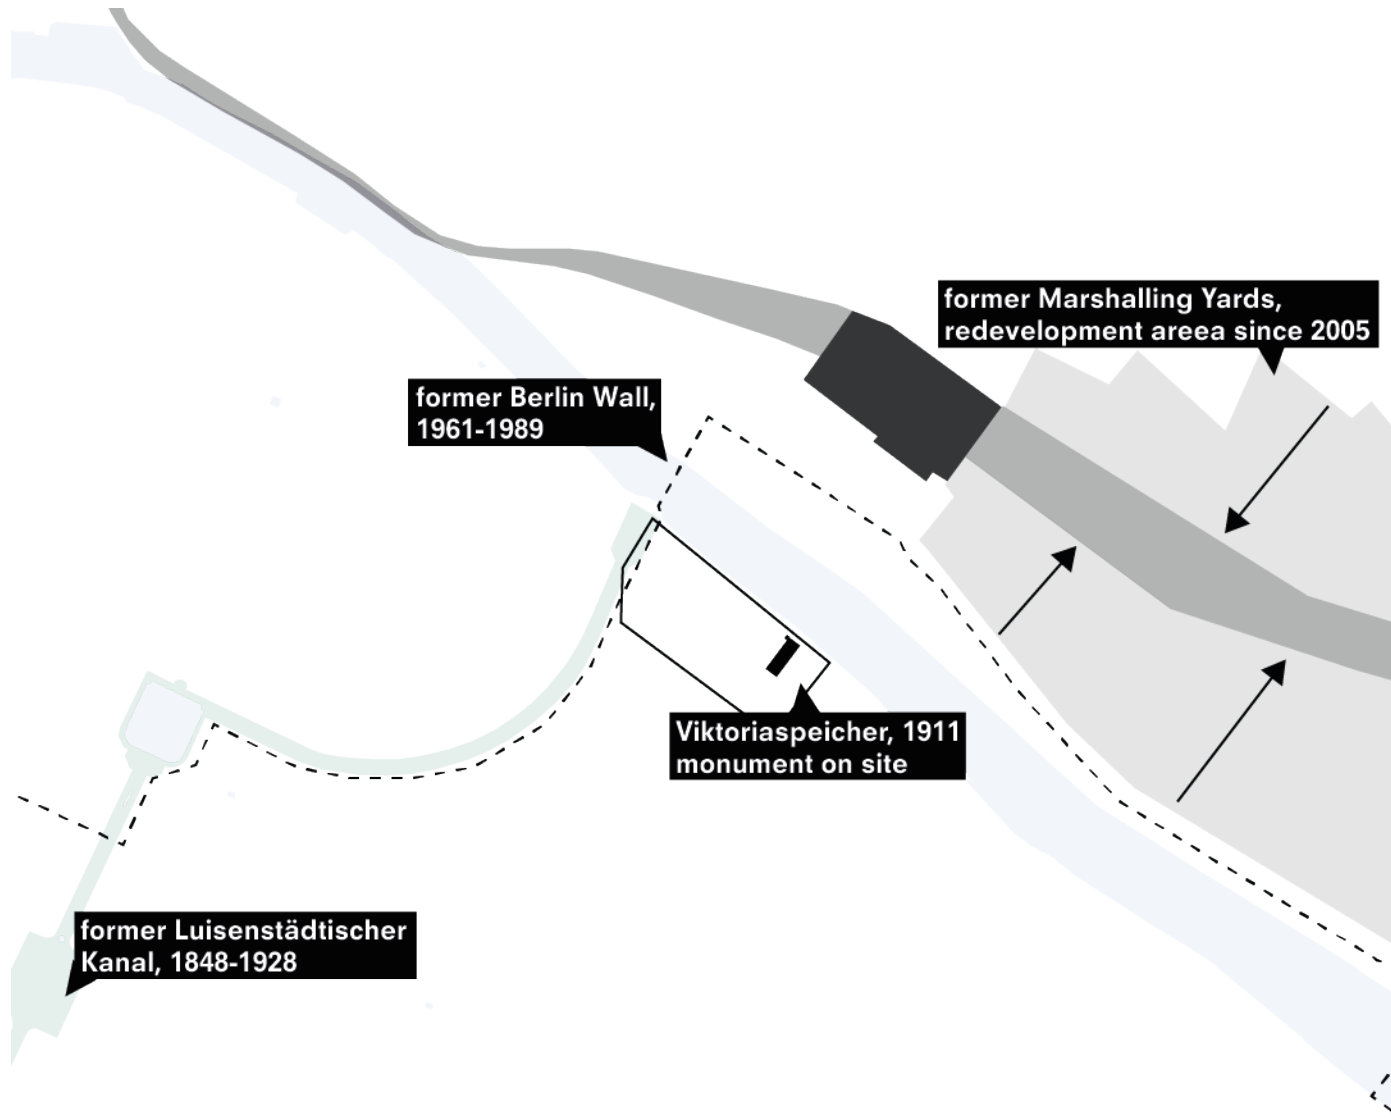 former Marshalling Yards,
redevelopment areea since 2005
former Berlin Wall,
1961-1989
Viktoriaspeicher, 1911
monument on site
former Luisenstädtischer
Kanal, 1848-1928